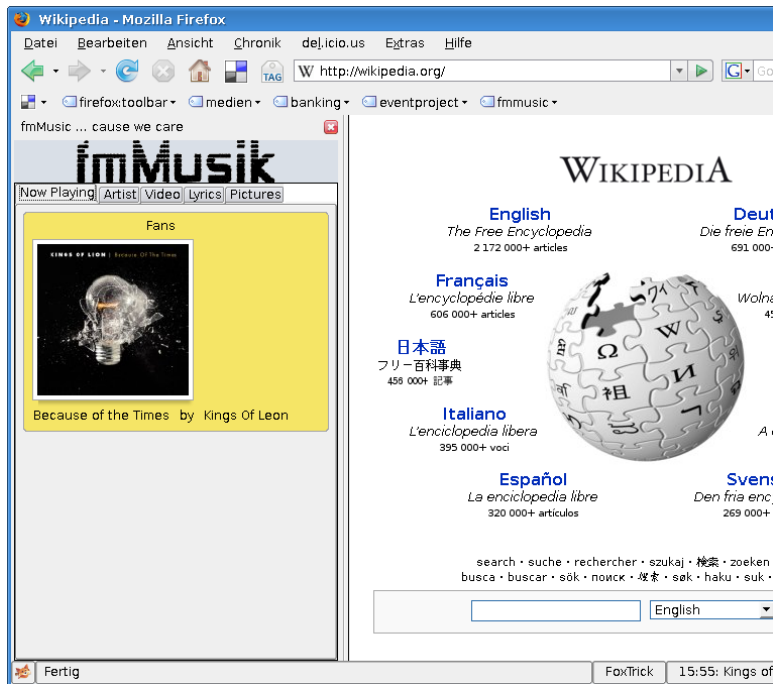 Wikipedia - Mozilla Firefox
Datei Bearbeiten Ansicht Chronik del.icio.us Extras Hilfe
TAG W http://wikipedia.org/ G Go
firefox:toolbar medien banking eventproject fmmusic
fmMusic ... cause we care
fmMusik
Now Playing Artist Video Lyrics Pictures
Fans
KINGS OF LEON | Because Of The Times
Because of the Times by Kings Of Leon
WIKIPEDIA
English
The Free Encyclopedia
2 172 000+ articles
Deut
Die freie En
691 000+
Français
L'encyclopédie libre
606 000+ articles
Wolna
45
日本語
フリー百科事典
456 000+ 記事
Ω W 祖 И
Italiano
L'enciclopedia libera
395 000+ voci
A e
Español
La enciclopedia libre
320 000+ artículos
Svens
Den fria ency
269 000+
search · suche · rechercher · szukaj · 検索 · zoeken
busca · buscar · sök · поиск · 搜索 · søk · haku · suk ·
English
Fertig FoxTrick 15:55: Kings of